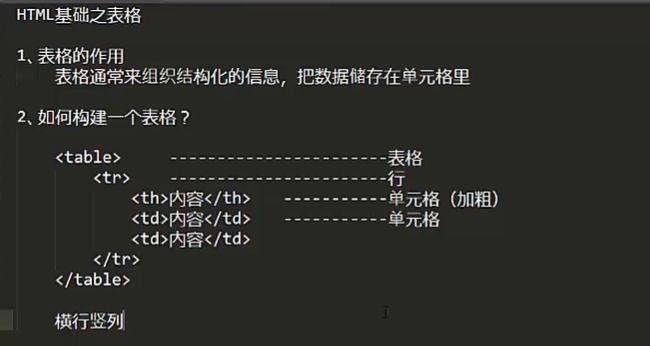 HTML基础之表格
1、表格的作用
表格通常来组织结构化的信息，把数据储存在单元格里
2、如何构建一个表格？
<table> -----------------------表格
<tr> -----------------------行
<th>内容</th> -----------单元格（加粗）
<td>内容</td> -----------单元格
<td>内容</td>
</tr>
</table>
横行竖列